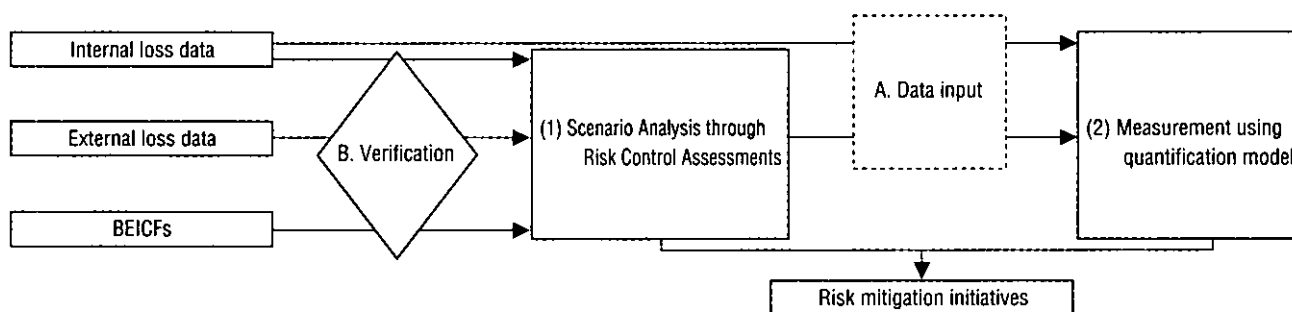 Internal loss data
External loss data
BEICFs
B. Verification
(1) Scenario Analysis through
Risk Control Assessments
A. Data input
(2) Measurement using
quantification model
Risk mitigation initiatives